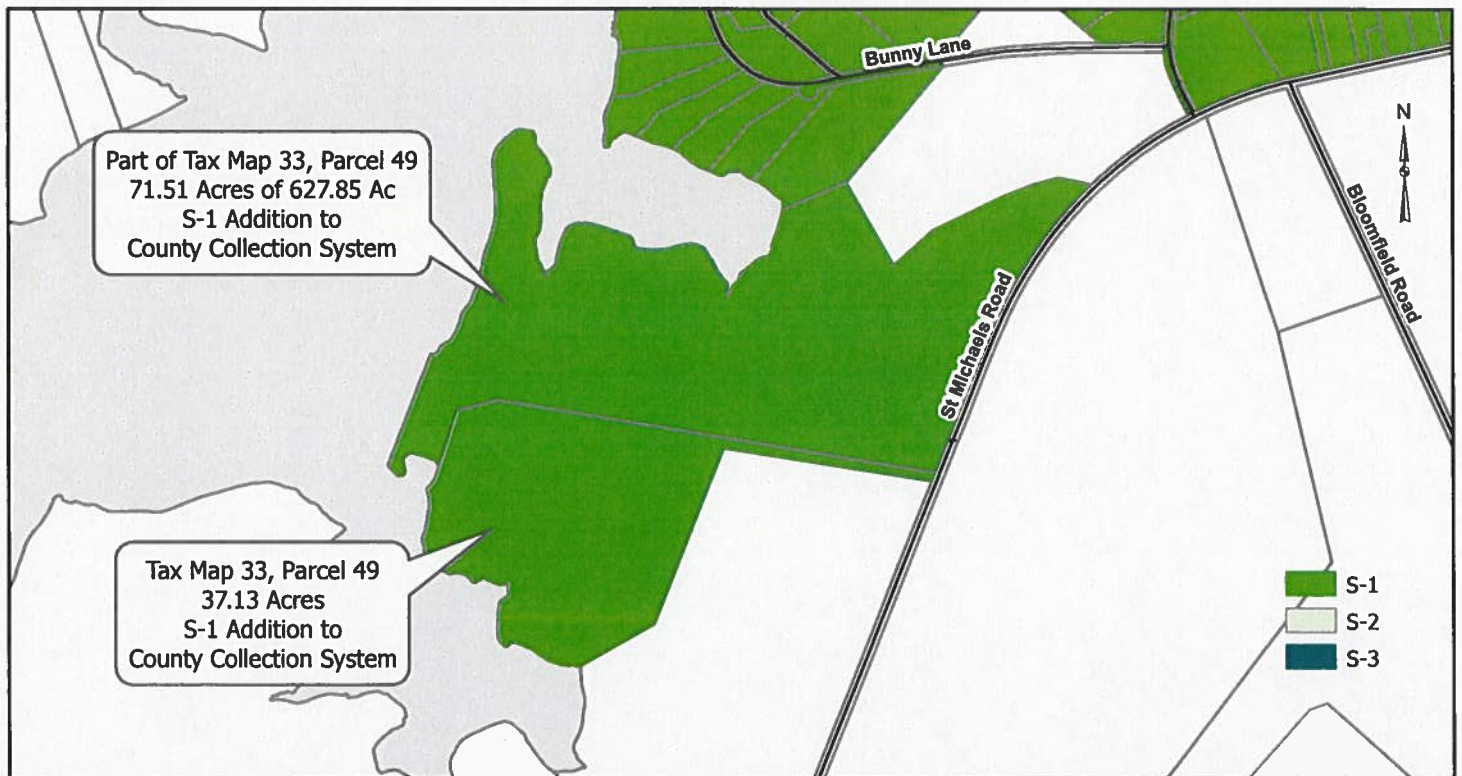 Bunny Lane
N
Part of Tax Map 33, Parcel 49
71.51 Acres of 627.85 Ac
S-1 Addition to
County Collection System
Bloomfield Road
St Michaels Road
Tax Map 33, Parcel 49
37.13 Acres
S-1 Addition to
County Collection System
S-1
S-2
S-3